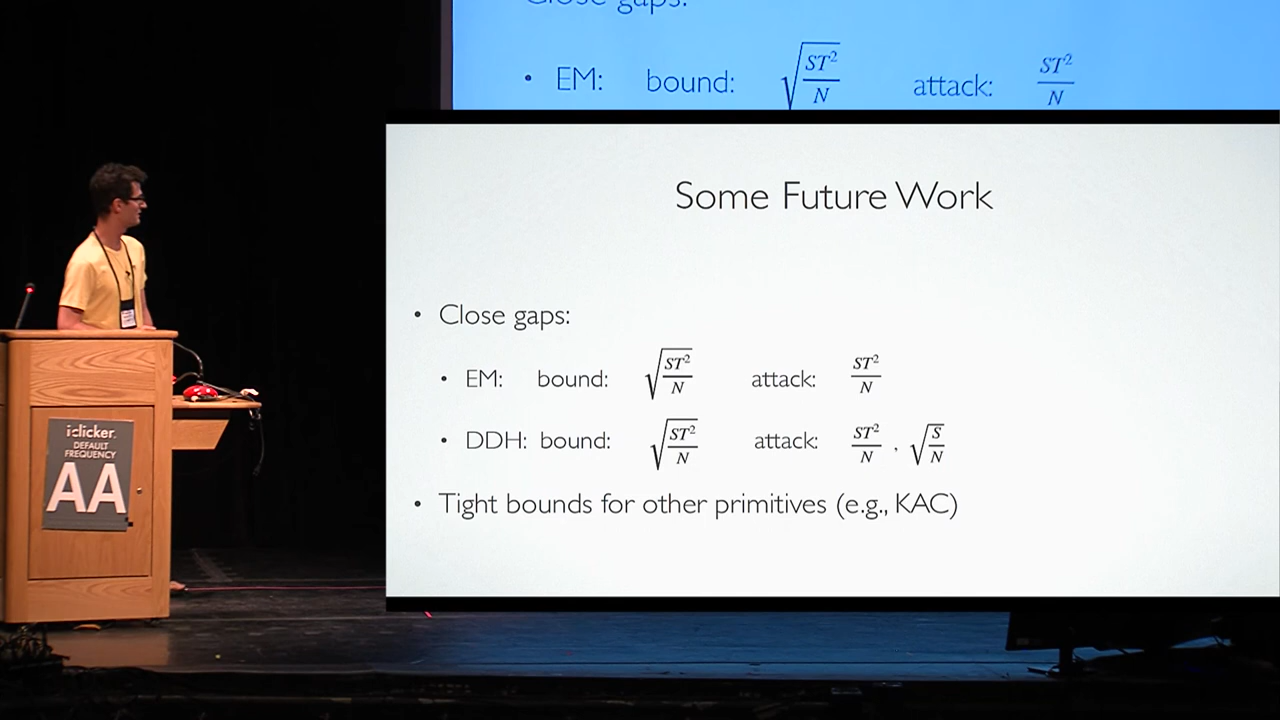 Close gaps:
• EM: bound: √(ST²/N) attack: ST²/N
Some Future Work
• Close gaps:
• EM: bound: √(ST²/N) attack: ST²/N
• DDH: bound: √(ST²/N) attack: ST²/N , √(S/N)
• Tight bounds for other primitives (e.g., KAC)
iclicker.
DEFAULT
FREQUENCY
AA